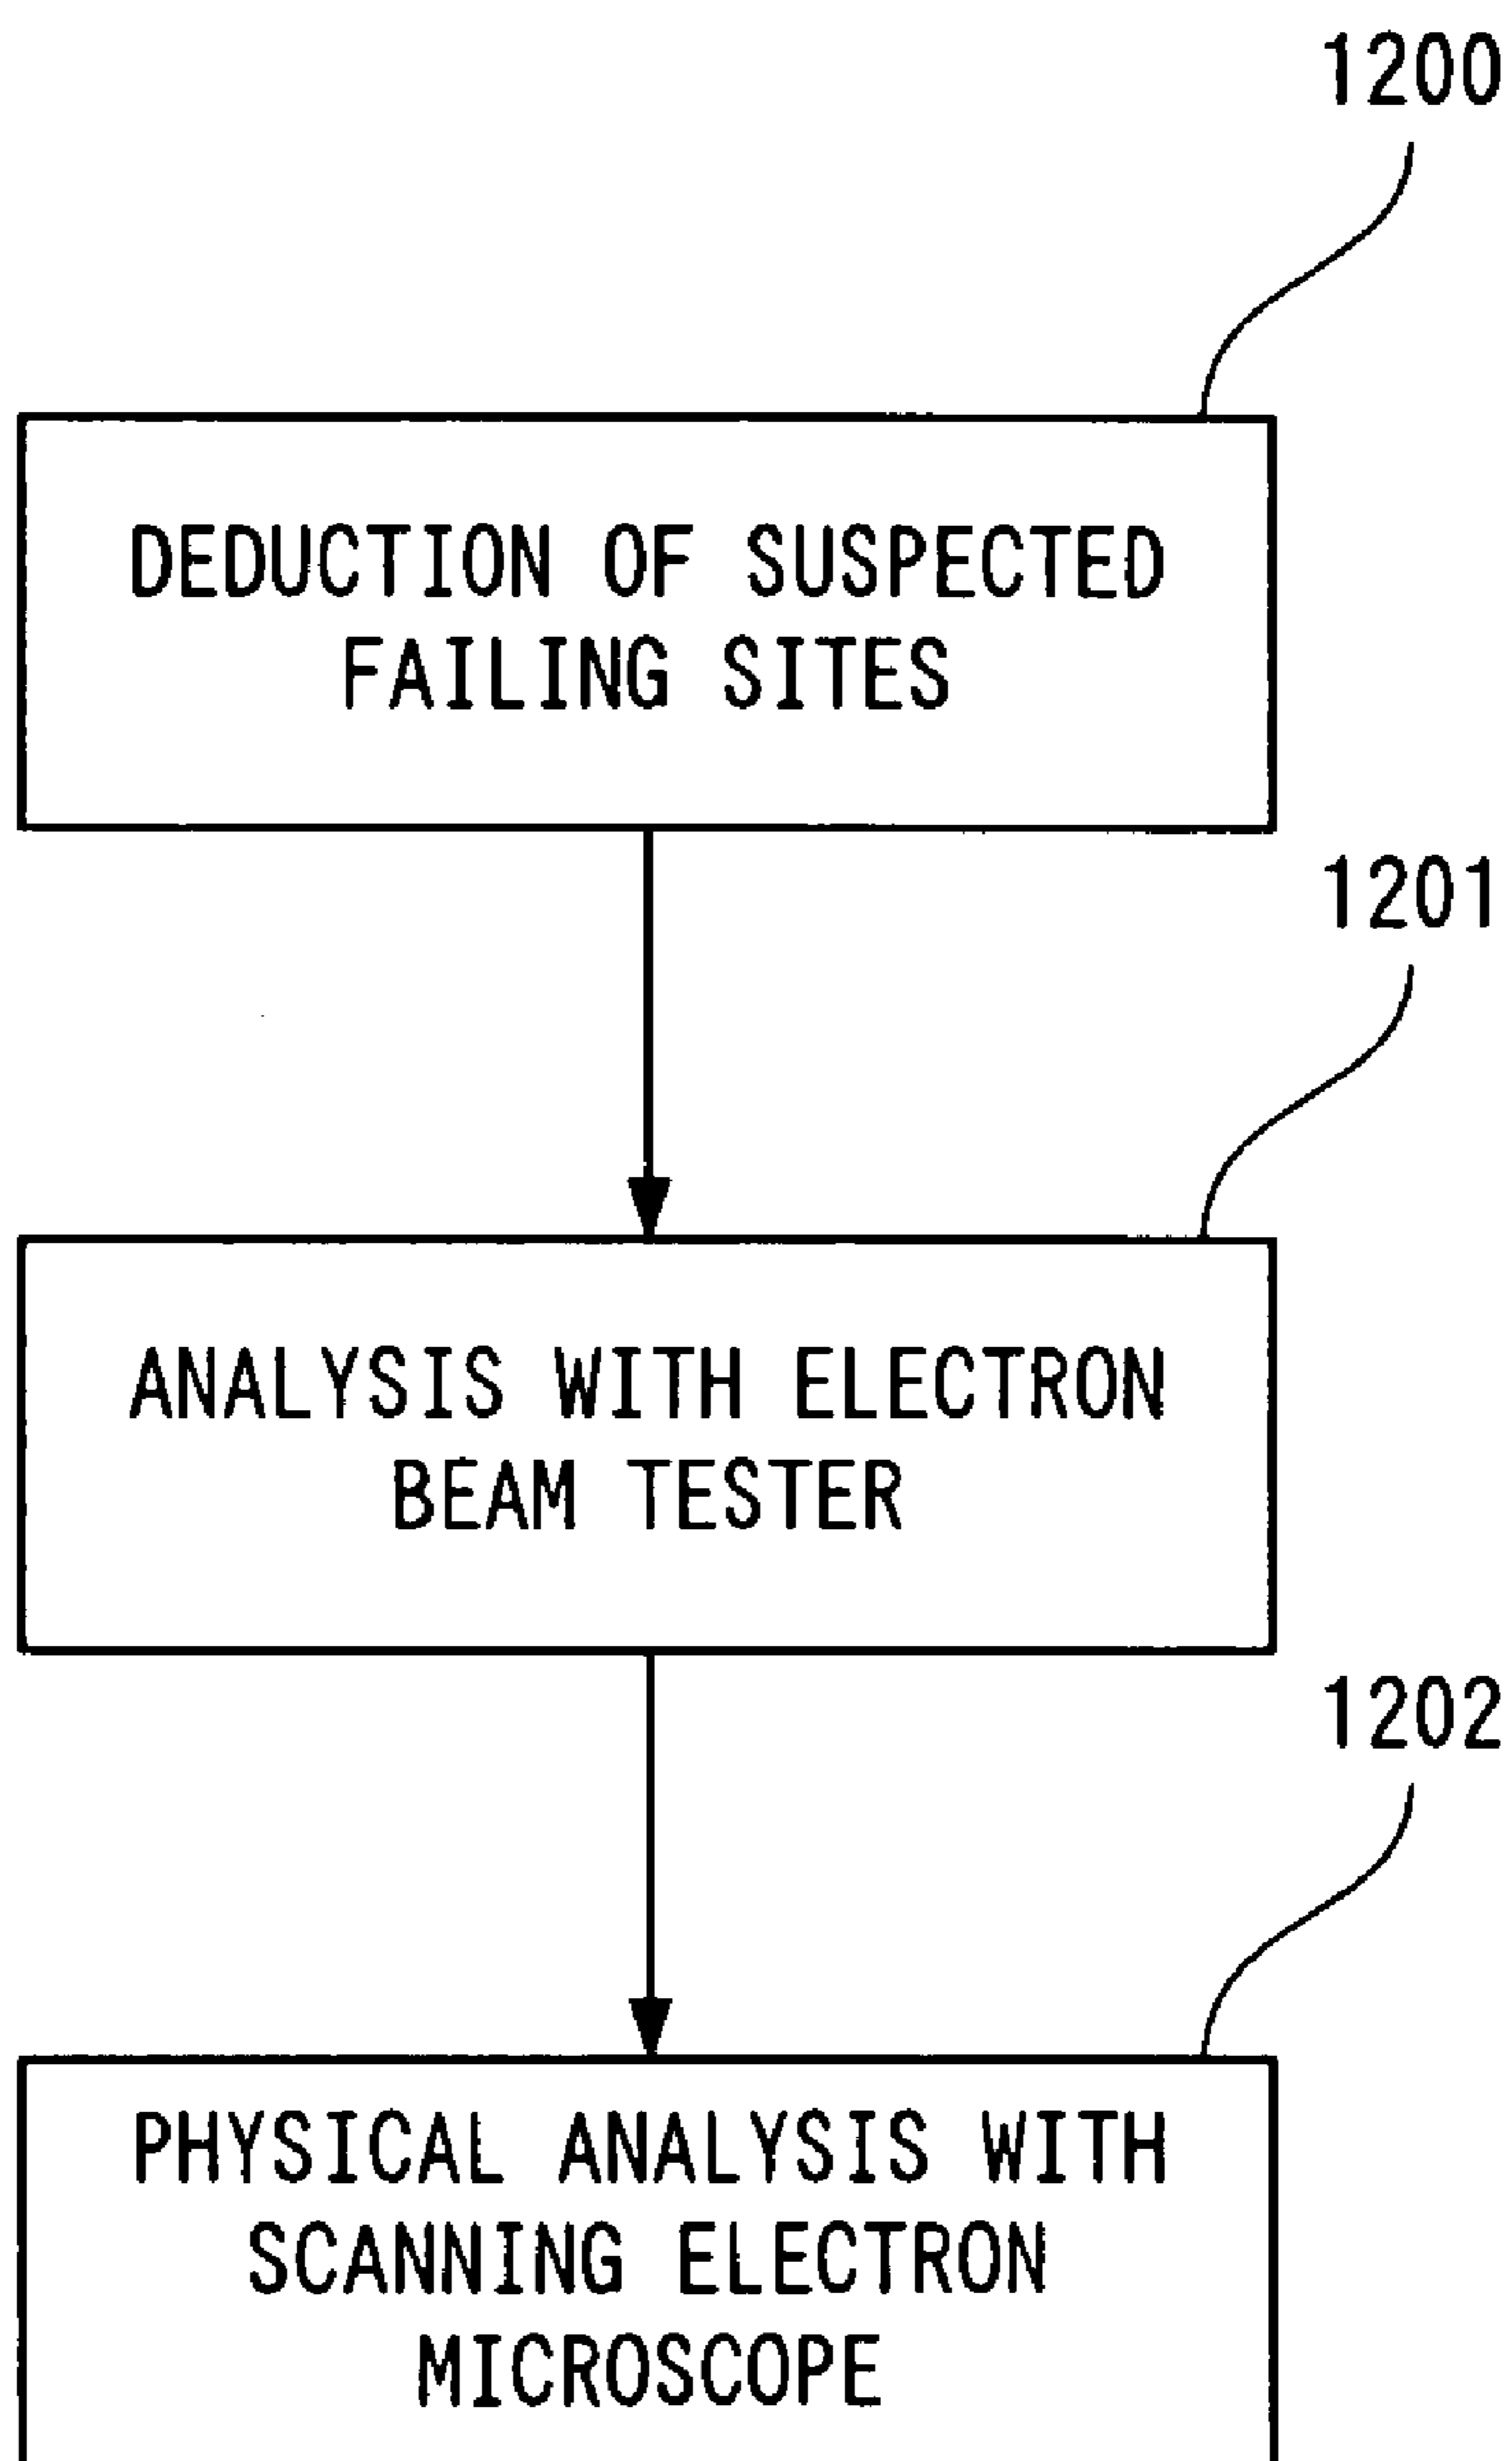 1200
DEDUCTION OF SUSPECTED
FAILING SITES
1201
ANALYSIS WITH ELECTRON
BEAM TESTER
1202
PHYSICAL ANALYSIS WITH
SCANNING ELECTRON
MICROSCOPE